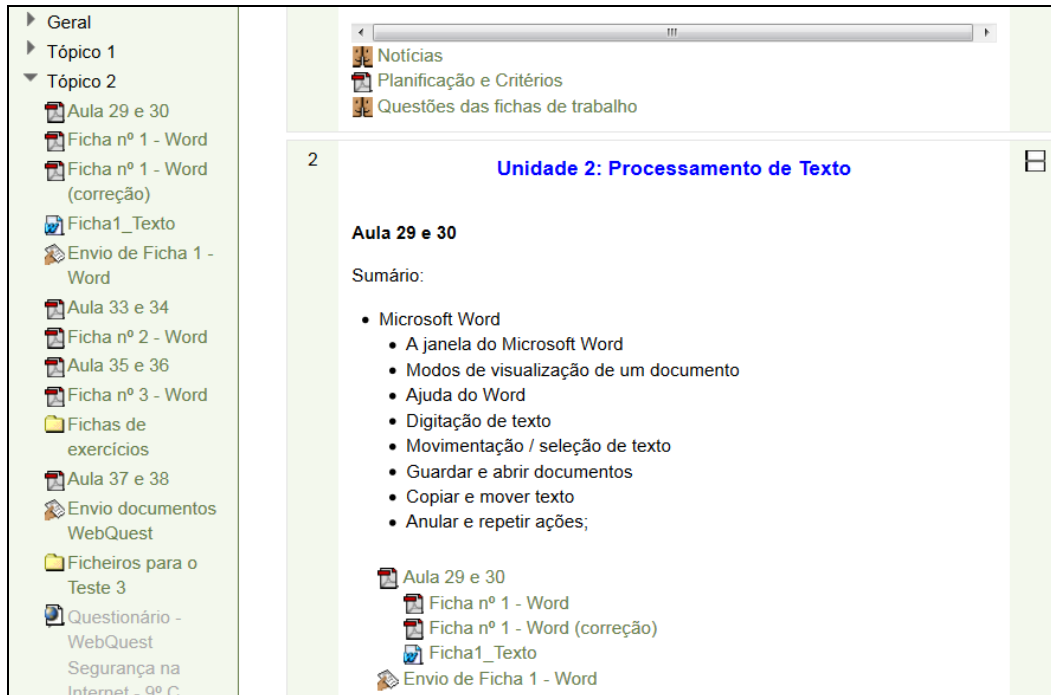 Geral
Tópico 1
Tópico 2
Aula 29 e 30
Ficha nº 1 - Word
Ficha nº 1 - Word
(correção)
Ficha1_Texto
Envio de Ficha 1 -
Word
Aula 33 e 34
Ficha nº 2 - Word
Aula 35 e 36
Ficha nº 3 - Word
Fichas de
exercícios
Aula 37 e 38
Envio documentos
WebQuest
Ficheiros para o
Teste 3
Questionário -
WebQuest
Segurança na
Internet - 9º C
Notícias
Planificação e Critérios
Questões das fichas de trabalho
2
Unidade 2: Processamento de Texto
Aula 29 e 30
Sumário:
Microsoft Word
A janela do Microsoft Word
Modos de visualização de um documento
Ajuda do Word
Digitação de texto
Movimentação / seleção de texto
Guardar e abrir documentos
Copiar e mover texto
Anular e repetir ações;
Aula 29 e 30
Ficha nº 1 - Word
Ficha nº 1 - Word (correção)
Ficha1_Texto
Envio de Ficha 1 - Word